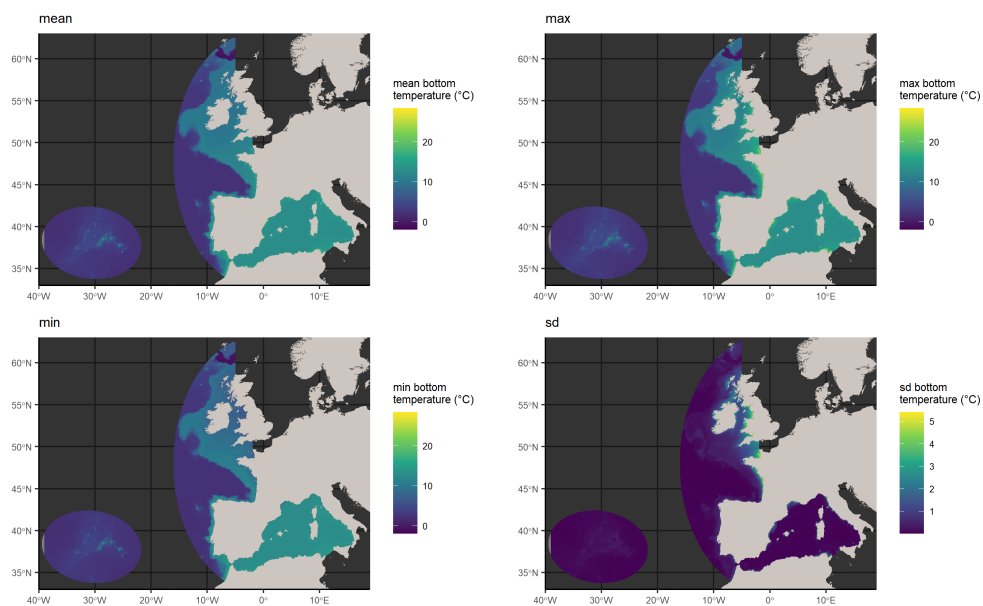 mean
60°N
55°N
50°N
45°N
40°N
35°N
40°W
30°W
20°W
10°W
0°
10°E
mean bottom
temperature (°C)
20
10
0
max
60°N
55°N
50°N
45°N
40°N
35°N
40°W
30°W
20°W
10°W
0°
10°E
max bottom
temperature (°C)
20
10
0
min
60°N
55°N
50°N
45°N
40°N
35°N
40°W
30°W
20°W
10°W
0°
10°E
min bottom
temperature (°C)
20
10
0
sd
60°N
55°N
50°N
45°N
40°N
35°N
40°W
30°W
20°W
10°W
0°
10°E
sd bottom
temperature (°C)
5
4
3
2
1